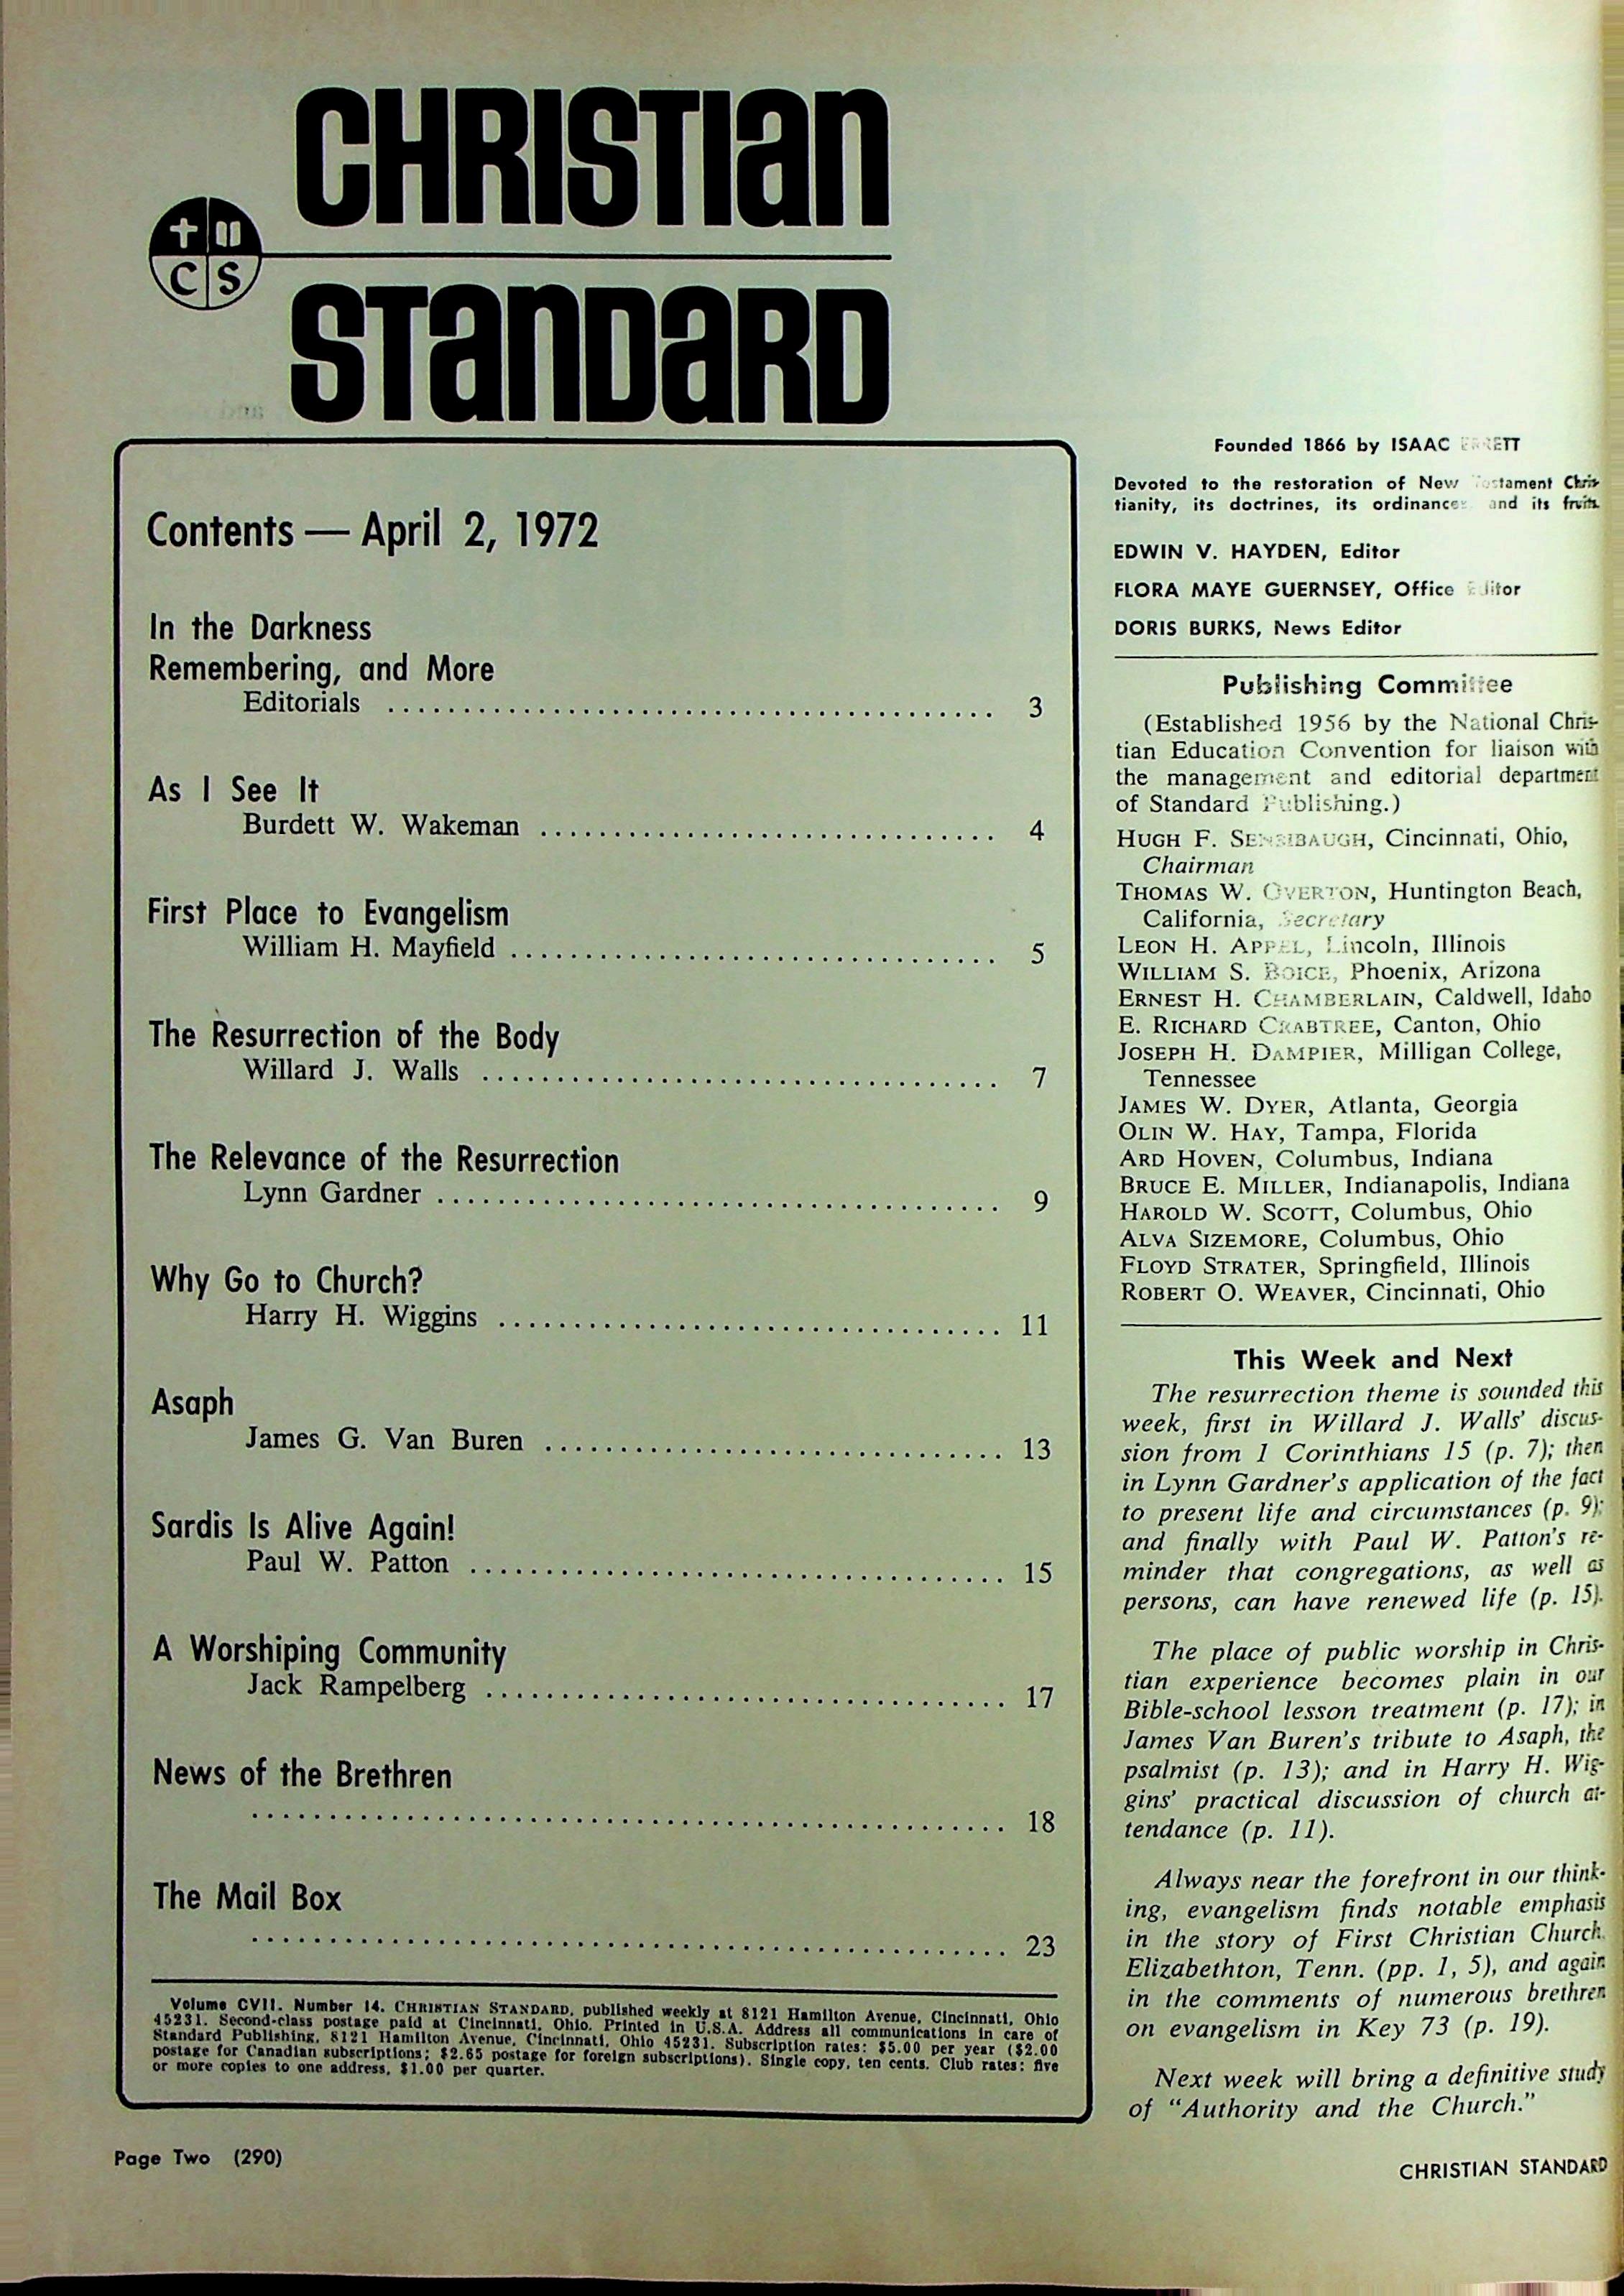 CHRISTIAN
C S
STANDARD
Contents — April 2, 1972
In the Darkness
Remembering, and More
Editorials ........................................ 3
As I See It
Burdett W. Wakeman .............................. 4
First Place to Evangelism
William H. Mayfield ................................ 5
The Resurrection of the Body
Willard J. Walls .................................. 7
The Relevance of the Resurrection
Lynn Gardner ..................................... 9
Why Go to Church?
Harry H. Wiggins ................................. 11
Asaph
James G. Van Buren .............................. 13
Sardis Is Alive Again!
Paul W. Patton ................................... 15
A Worshiping Community
Jack Rampelberg .................................. 17
News of the Brethren
.................................................. 18
The Mail Box
.................................................. 23
Volume CVII. Number 14. CHRISTIAN STANDARD, published weekly at 8121 Hamilton Avenue, Cincinnati, Ohio
45231. Second-class postage paid at Cincinnati, Ohio. Printed in U.S.A. Address all communications in care of
Standard Publishing, 8121 Hamilton Avenue, Cincinnati, Ohio 45231. Subscription rates: $5.00 per year ($2.00
postage for Canadian subscriptions; $2.65 postage for foreign subscriptions). Single copy, ten cents. Club rates: five
or more copies to one address, $1.00 per quarter.
Founded 1866 by ISAAC ERRETT
Devoted to the restoration of New Testament Chris-
tianity, its doctrines, its ordinances and its fruits.
EDWIN V. HAYDEN, Editor
FLORA MAYE GUERNSEY, Office Editor
DORIS BURKS, News Editor
Publishing Committee
(Established 1956 by the National Chris-
tian Education Convention for liaison with
the management and editorial department
of Standard Publishing.)
HUGH F. SENSIBAUGH, Cincinnati, Ohio,
Chairman
THOMAS W. OVERTON, Huntington Beach,
California, Secretary
LEON H. APPEL, Lincoln, Illinois
WILLIAM S. BOICE, Phoenix, Arizona
ERNEST H. CHAMBERLAIN, Caldwell, Idaho
E. RICHARD CRABTREE, Canton, Ohio
JOSEPH H. DAMPIER, Milligan College,
Tennessee
JAMES W. DYER, Atlanta, Georgia
OLIN W. HAY, Tampa, Florida
ARD HOVEN, Columbus, Indiana
BRUCE E. MILLER, Indianapolis, Indiana
HAROLD W. SCOTT, Columbus, Ohio
ALVA SIZEMORE, Columbus, Ohio
FLOYD STRATER, Springfield, Illinois
ROBERT O. WEAVER, Cincinnati, Ohio
This Week and Next
The resurrection theme is sounded this
week, first in Willard J. Walls' discus-
sion from 1 Corinthians 15 (p. 7); then
in Lynn Gardner's application of the fact
to present life and circumstances (p. 9);
and finally with Paul W. Patton's re-
minder that congregations, as well as
persons, can have renewed life (p. 15).
The place of public worship in Chris-
tian experience becomes plain in our
Bible-school lesson treatment (p. 17); in
James Van Buren's tribute to Asaph, the
psalmist (p. 13); and in Harry H. Wig-
gins' practical discussion of church at-
tendance (p. 11).
Always near the forefront in our think-
ing, evangelism finds notable emphasis
in the story of First Christian Church,
Elizabethton, Tenn. (pp. 1, 5), and again
in the comments of numerous brethren
on evangelism in Key 73 (p. 19).
Next week will bring a definitive study
of "Authority and the Church."
Page Two (290)
CHRISTIAN STANDARD